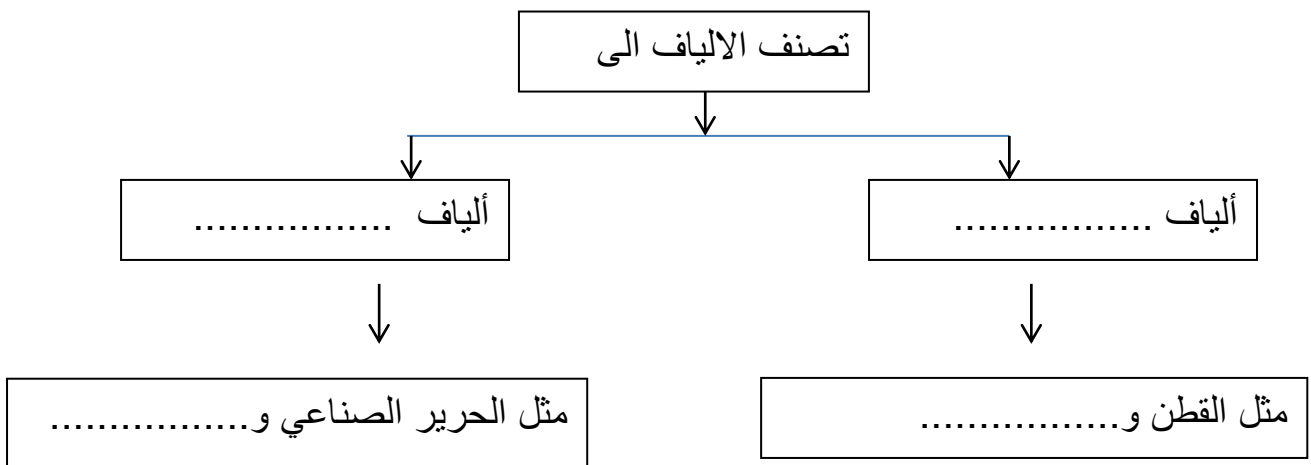 تصنف الالياف الى
ألياف .................
ألياف .................
مثل القطن و.................
مثل الحرير الصناعي و.................